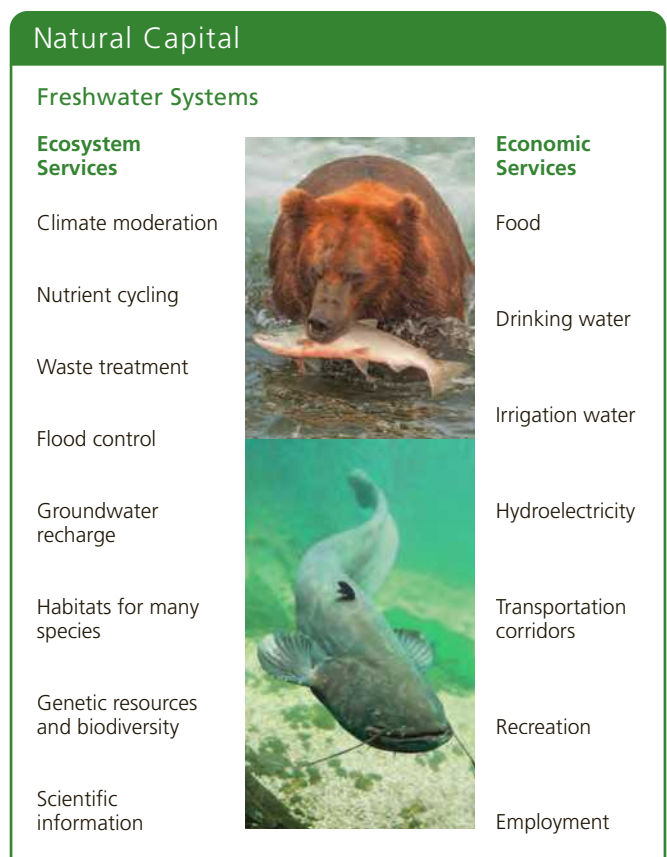 Natural Capital
Freshwater Systems
Ecosystem
Services
Climate moderation
Nutrient cycling
Waste treatment
Flood control
Groundwater
recharge
Habitats for many
species
Genetic resources
and biodiversity
Scientific
information
Economic
Services
Food
Drinking water
Irrigation water
Hydroelectricity
Transportation
corridors
Recreation
Employment